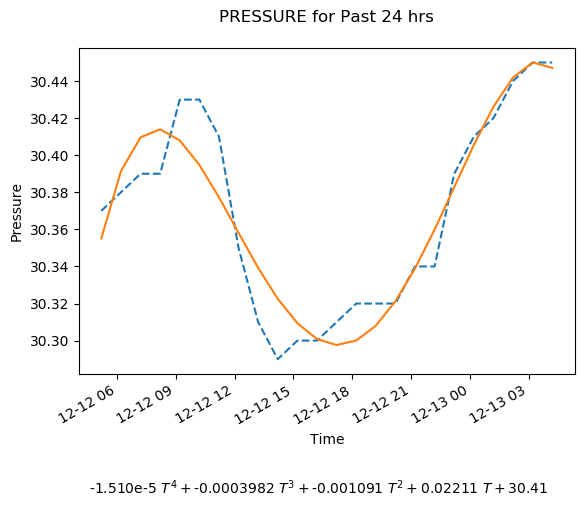 PRESSURE for Past 24 hrs
30.44
30.42
30.40
30.38
30.36
30.34
30.32
30.30
Pressure
12-12 06 12-12 09 12-12 12 12-12 15 12-12 18 12-12 21 12-13 00 12-13 03
Time
-1.510e-5 T⁴ + -0.0003982 T³ + -0.001091 T² + 0.02211 T + 30.41